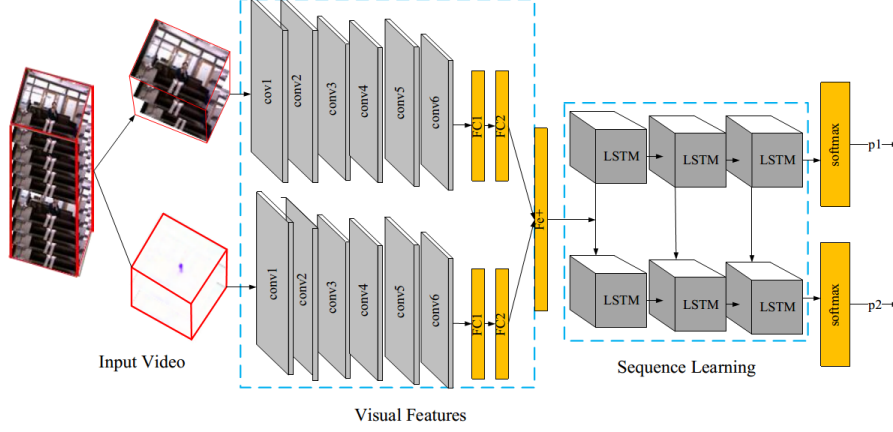 cov1
conv2
conv3
conv4
conv5
conv6
FC1
FC2
conv1
conv2
conv3
conv4
conv5
conv6
FC1
FC2
Fc+
LSTM
LSTM
LSTM
LSTM
LSTM
LSTM
softmax
p1
softmax
p2
Input Video
Visual Features
Sequence Learning